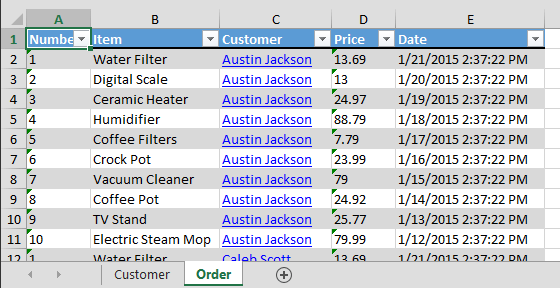 A B C D E
1 Numbe Item Customer Price Date
2 1 Water Filter Austin Jackson 13.69 1/21/2015 2:37:22 PM
3 2 Digital Scale Austin Jackson 13 1/20/2015 2:37:22 PM
4 3 Ceramic Heater Austin Jackson 24.97 1/19/2015 2:37:22 PM
5 4 Humidifier Austin Jackson 88.79 1/18/2015 2:37:22 PM
6 5 Coffee Filters Austin Jackson 7.79 1/17/2015 2:37:22 PM
7 6 Crock Pot Austin Jackson 23.99 1/16/2015 2:37:22 PM
8 7 Vacuum Cleaner Austin Jackson 79 1/15/2015 2:37:22 PM
9 8 Coffee Pot Austin Jackson 24.92 1/14/2015 2:37:22 PM
10 9 TV Stand Austin Jackson 25.77 1/13/2015 2:37:22 PM
11 10 Electric Steam Mop Austin Jackson 79.99 1/12/2015 2:37:22 PM
12 1 Water Filter Caleb Scott 13.69 1/21/2015 2:37:22 PM
Customer Order